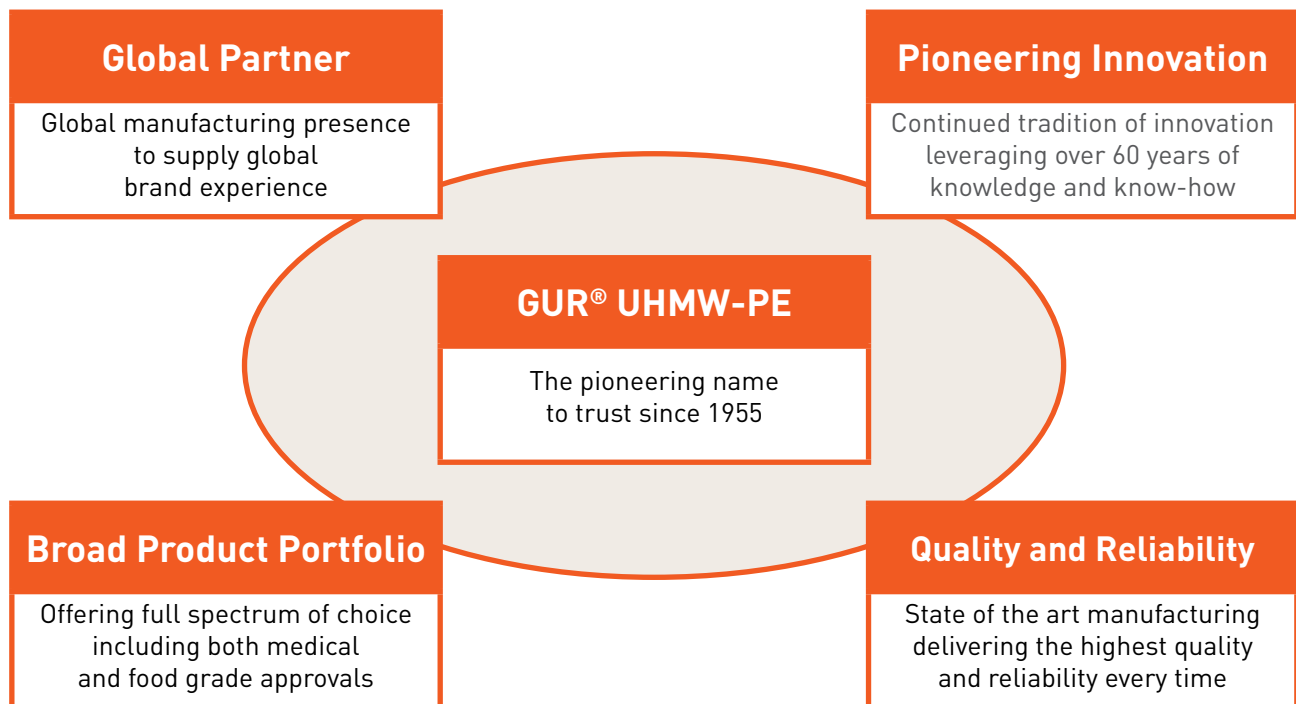 Global Partner
Global manufacturing presence
to supply global
brand experience
Pioneering Innovation
Continued tradition of innovation
leveraging over 60 years of
knowledge and know-how
GUR® UHMW-PE
The pioneering name
to trust since 1955
Broad Product Portfolio
Offering full spectrum of choice
including both medical
and food grade approvals
Quality and Reliability
State of the art manufacturing
delivering the highest quality
and reliability every time